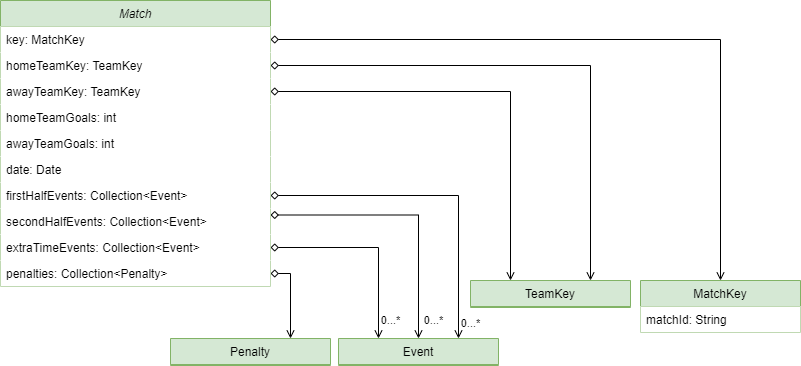 Match
key: MatchKey
homeTeamKey: TeamKey
awayTeamKey: TeamKey
homeTeamGoals: int
awayTeamGoals: int
date: Date
firstHalfEvents: Collection<Event>
secondHalfEvents: Collection<Event>
extraTimeEvents: Collection<Event>
penalties: Collection<Penalty>
TeamKey
MatchKey
matchId: String
0...*
0...*
0...*
Penalty
Event